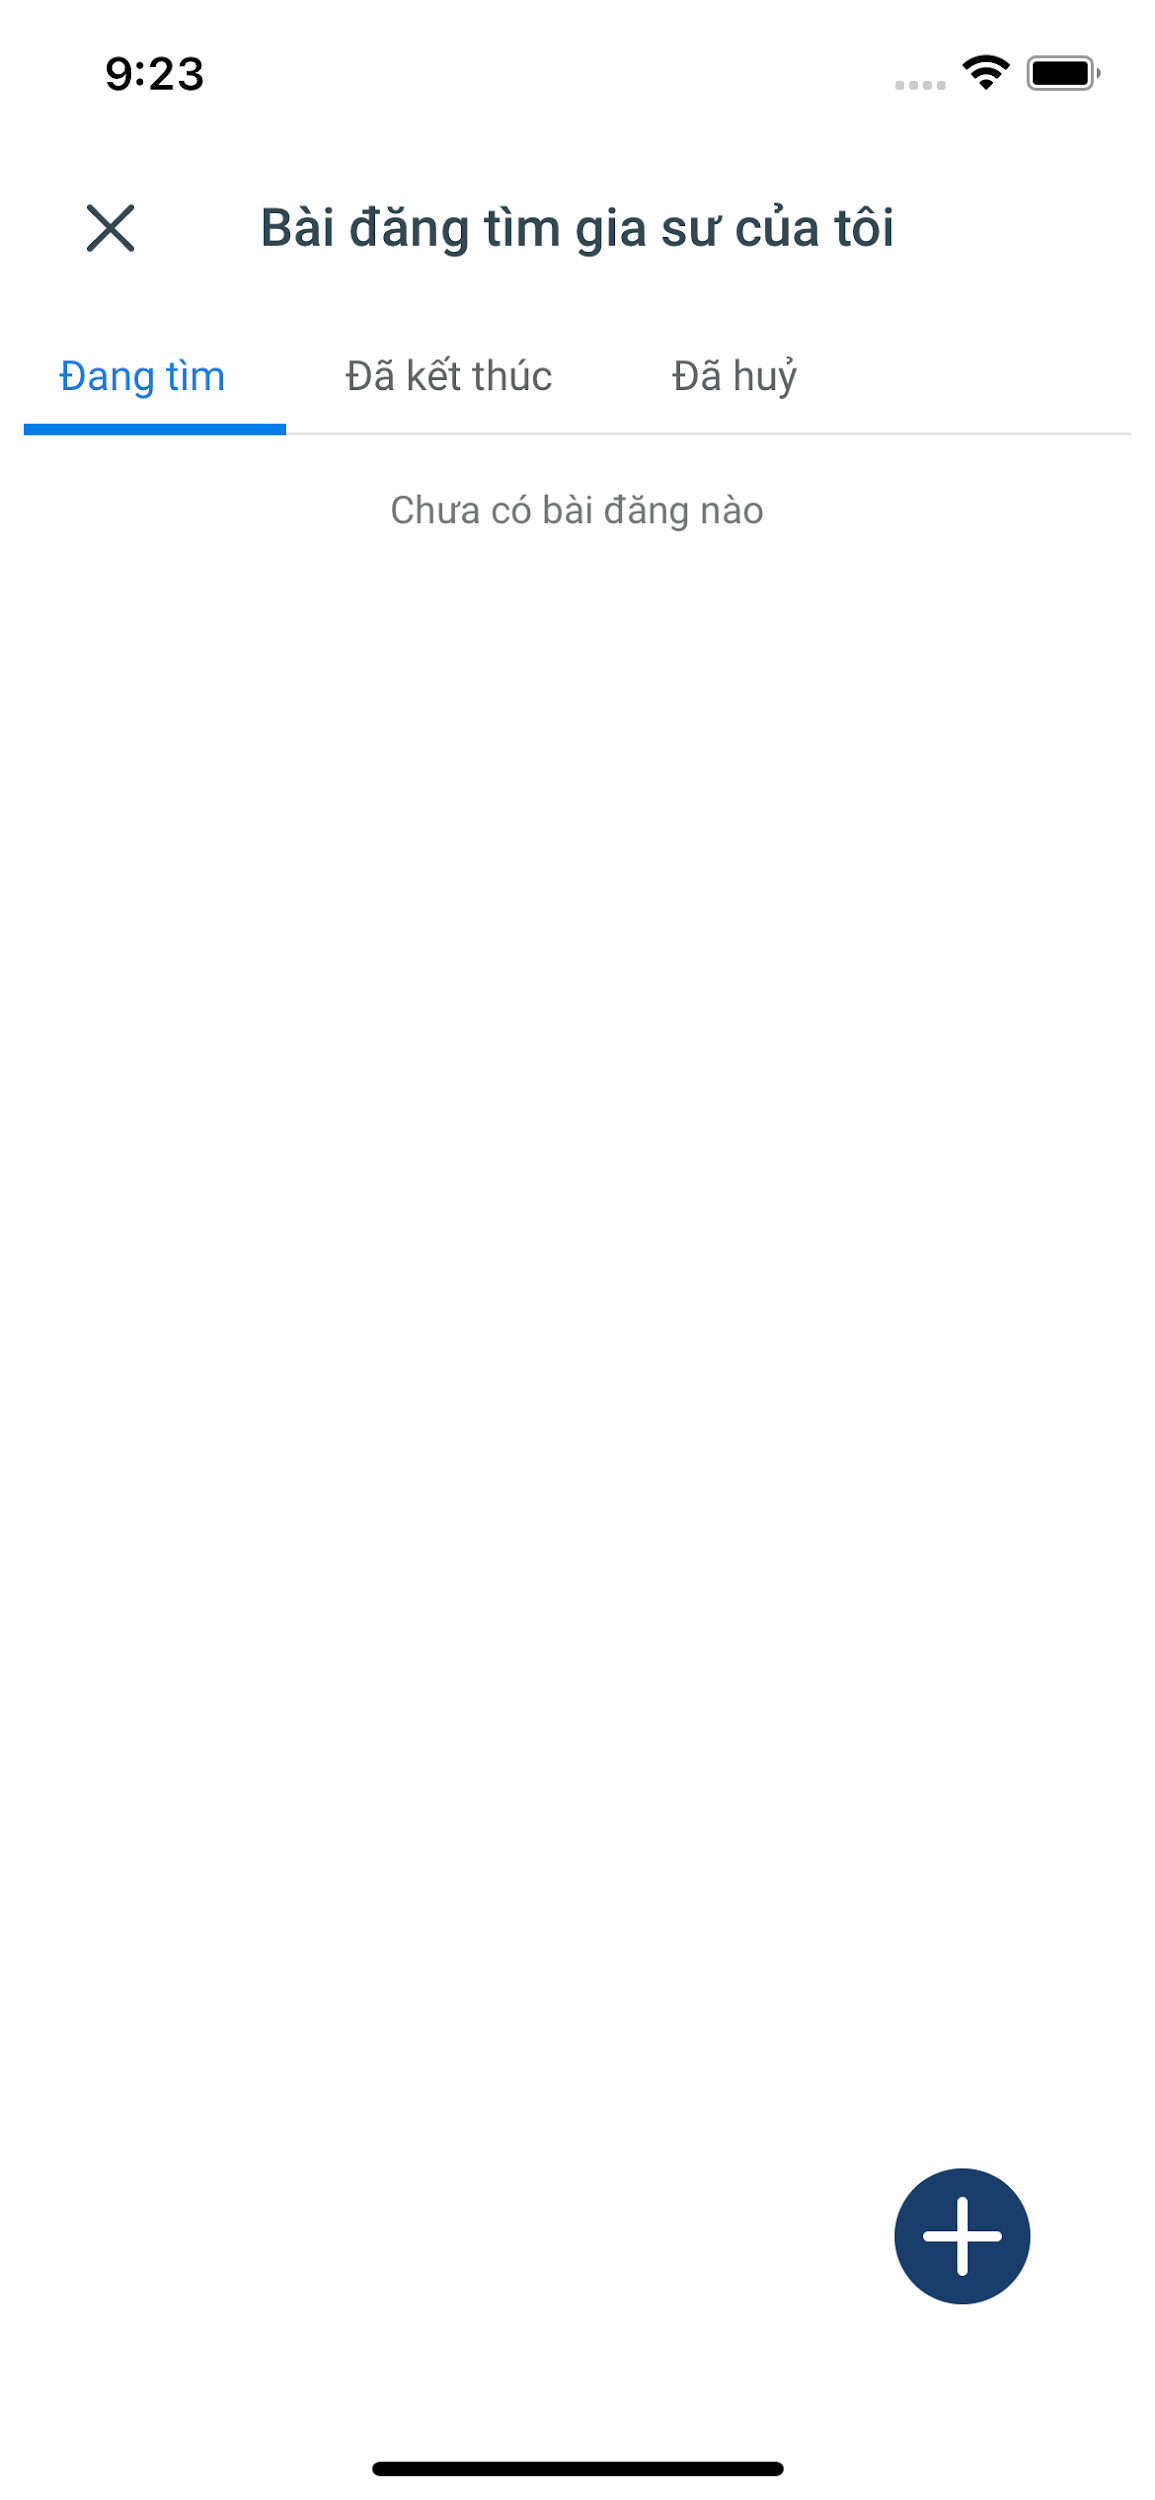 9:23
Bài đăng tìm gia sư của tôi
Đang tìm Đã kết thúc Đã huỷ
Chưa có bài đăng nào